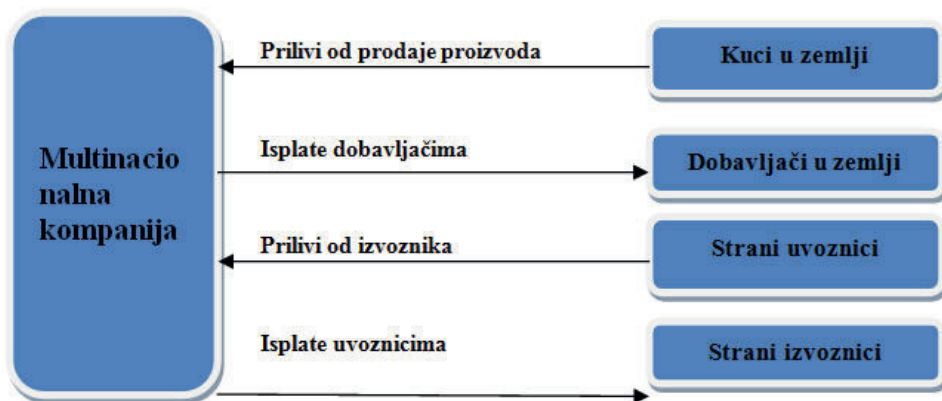 Prilivi od prodaje proizvoda
Kuci u zemlji
Multinacio
nalna
kompanija
Isplate dobavljačima
Dobavljači u zemlji
Prilivi od izvoznika
Strani uvoznici
Isplate uvoznicima
Strani izvoznici